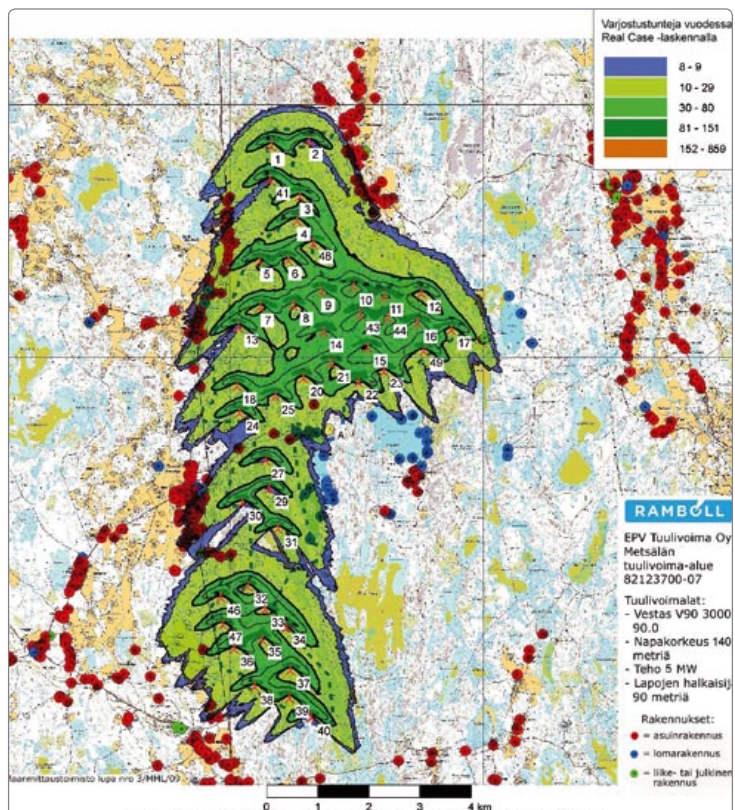 Varjostustunteja vuodessa
Real Case -laskennalla
8 - 9
10 - 29
30 - 80
81 - 151
152 - 859
1
2
41
3
4
48
5
6
9
10
11
12
7
8
43
44
16
17
13
14
15
49
21
22
23
20
18
25
24
A
27
29
30
31
32
46
33
34
47
35
36
37
38
39
40
RAMBOLL
EPV Tuulivoima Oy
Metsälän
tuulivoima-alue
82123700-07
Tuulivoimalat:
- Vestas V90 3000
90.0
- Napakorkeus 140
metriä
- Teho 5 MW
- Lapojen halkaisij
90 metriä
Rakennukset:
= asuinrakennus
= lomarakennus
= liike- tai julkinen
rakennus
laanmittaustoimisto lupa nro 3/MML/09
0 1 2 3 4 km